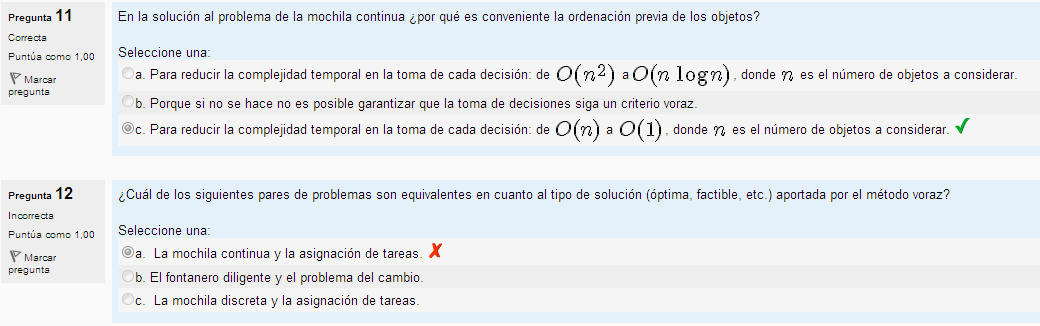 Pregunta 11
Correcta
Puntúa como 1,00
Marcar
pregunta
En la solución al problema de la mochila continua ¿por qué es conveniente la ordenación previa de los objetos?
Seleccione una:
a. Para reducir la complejidad temporal en la toma de cada decisión: de O(n²) a O(n log n), donde n es el número de objetos a considerar.
b. Porque si no se hace no es posible garantizar que la toma de decisiones siga un criterio voraz.
c. Para reducir la complejidad temporal en la toma de cada decisión: de O(n) a O(1), donde n es el número de objetos a considerar. ✓
Pregunta 12
Incorrecta
Puntúa como 1,00
Marcar
pregunta
¿Cuál de los siguientes pares de problemas son equivalentes en cuanto al tipo de solución (óptima, factible, etc.) aportada por el método voraz?
Seleccione una:
a. La mochila continua y la asignación de tareas. ✗
b. El fontanero diligente y el problema del cambio.
c. La mochila discreta y la asignación de tareas.